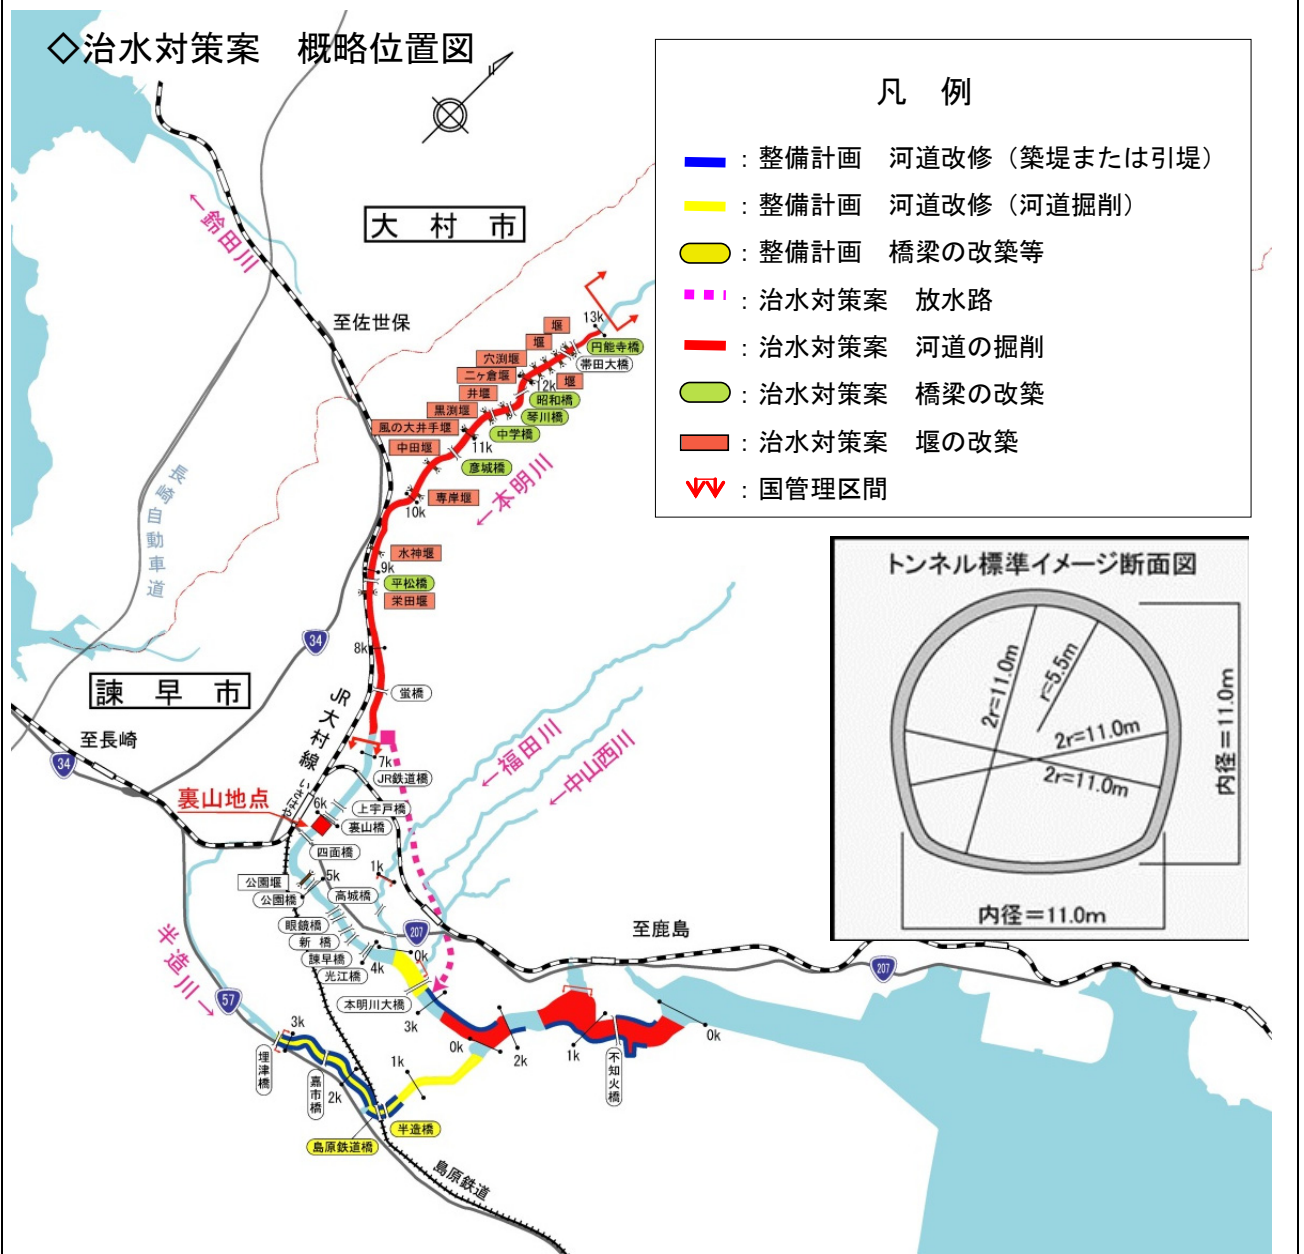 ◇治水対策案　概略位置図
凡　例
：整備計画　河道改修（築堤または引堤）
：整備計画　河道改修（河道掘削）
：整備計画　橋梁の改築等
：治水対策案　放水路
：治水対策案　河道の掘削
：治水対策案　橋梁の改築
：治水対策案　堰の改築
：国管理区間
←鈴田川
大　村　市
至佐世保
13k
堰
円能寺橋
堰
帯田大橋
穴渕堰
二ヶ倉堰
12k
堰
井堰
昭和橋
黒渕堰
琴川橋
風の大井手堰
中学橋
11k
中田堰
彦城橋
←本明川
専岸堰
10k
長崎自動車道
水神堰
9k
平松橋
栄田堰
34
8k
諫　早　市
蛍橋
JR大村線
至長崎
34
7k
JR鉄道橋
←福田川
←中山西川
いさはや
裏山地点
6k
上宇戸橋
裏山橋
四面橋
公園堰
5k
1k
公園橋
高城橋
眼鏡橋
新　橋
諫早橋
光江橋
4k
0k
207
至鹿島
207
半造川→
57
本明川大橋
3k
0k
2k
1k
不知火橋
0k
3k
埋津橋
嘉市橋
2k
1k
半造橋
島原鉄道橋
島原鉄道
トンネル標準イメージ断面図
2r=11.0m
r=5.5m
2r=11.0m
2r=11.0m
内径＝11.0m
内径＝11.0m